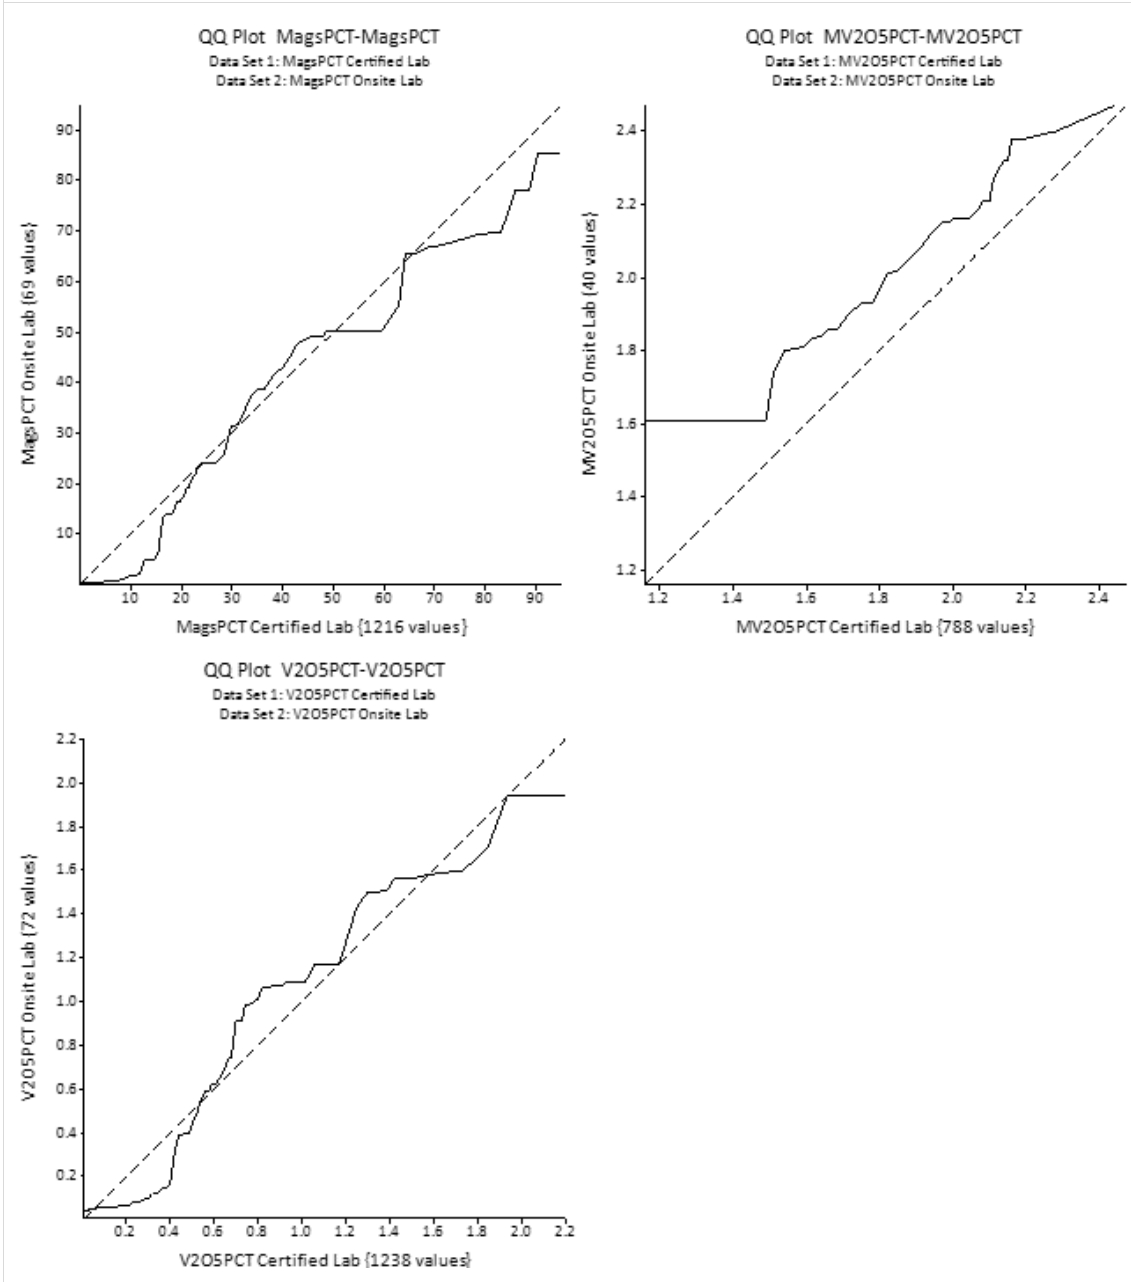 QQ Plot MagsPCT-MagsPCT
Data Set 1: MagsPCT Certified Lab
Data Set 2: MagsPCT Onsite Lab
90
80
70
60
50
40
30
20
10
MagsPCT Onsite Lab {69 values}
10 20 30 40 50 60 70 80 90
MagsPCT Certified Lab {1216 values}
QQ Plot MV2O5PCT-MV2O5PCT
Data Set 1: MV2O5PCT Certified Lab
Data Set 2: MV2O5PCT Onsite Lab
2.4
2.2
2.0
1.8
1.6
1.4
1.2
MV2O5PCT Onsite Lab {40 values}
1.2 1.4 1.6 1.8 2.0 2.2 2.4
MV2O5PCT Certified Lab {788 values}
QQ Plot V2O5PCT-V2O5PCT
Data Set 1: V2O5PCT Certified Lab
Data Set 2: V2O5PCT Onsite Lab
2.2
2.0
1.8
1.6
1.4
1.2
1.0
0.8
0.6
0.4
0.2
V2O5PCT Onsite Lab {72 values}
0.2 0.4 0.6 0.8 1.0 1.2 1.4 1.6 1.8 2.0 2.2
V2O5PCT Certified Lab {1238 values}